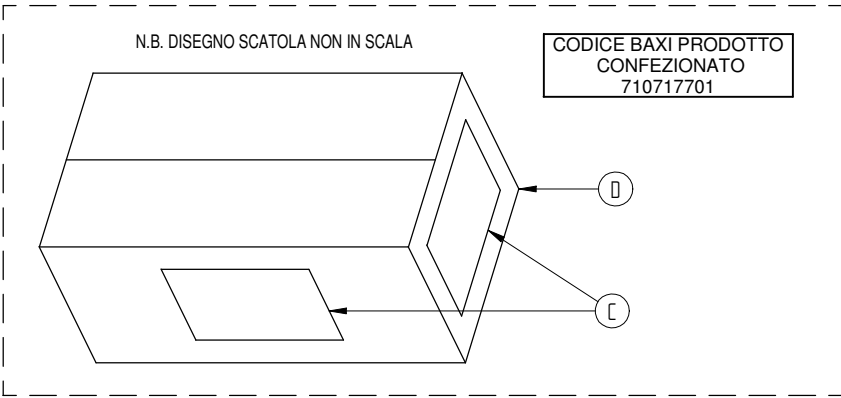 N.B. DISEGNO SCATOLA NON IN SCALA
CODICE BAXI PRODOTTO
CONFEZIONATO
710717701
D
C